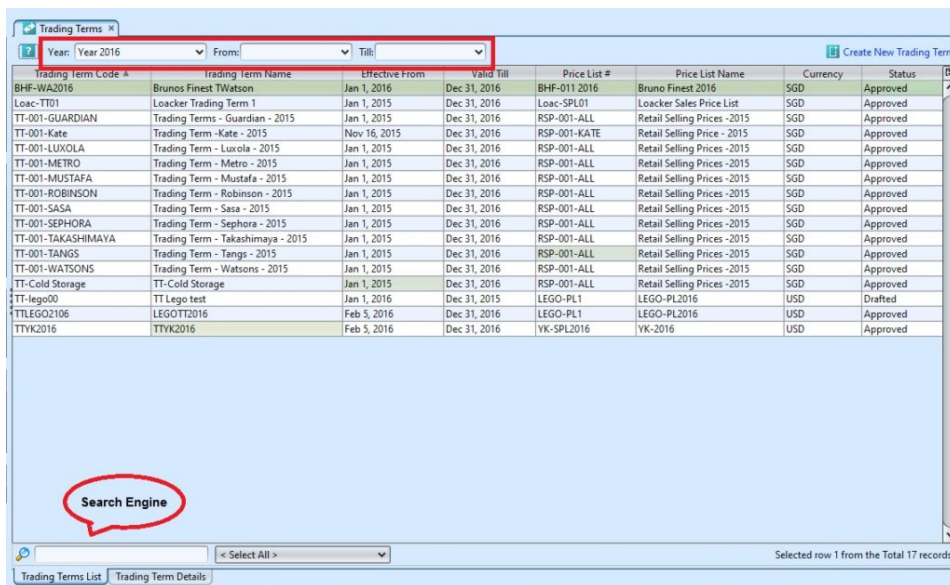 Trading Terms ×
? Year: Year 2016 From: Till: Create New Trading Term
Trading Term Code Trading Term Name Effective From Valid Till Price List # Price List Name Currency Status
BHF-WA2016 Brunos Finest TWatson Jan 1, 2016 Dec 31, 2016 BHF-011 2016 Bruno Finest 2016 SGD Approved
Loac-TT01 Loacker Trading Term 1 Jan 1, 2016 Dec 31, 2016 Loac-SPL01 Loacker Sales Price List SGD Approved
TT-001-GUARDIAN Trading Terms - Guardian - 2015 Jan 1, 2015 Dec 31, 2016 RSP-001-ALL Retail Selling Prices -2015 SGD Approved
TT-001-Kate Trading Term -Kate - 2015 Nov 16, 2015 Dec 31, 2016 RSP-001-KATE Retail Selling Price - 2015 SGD Approved
TT-001-LUXOLA Trading Term - Luxola - 2015 Jan 1, 2015 Dec 31, 2016 RSP-001-ALL Retail Selling Prices -2015 SGD Approved
TT-001-METRO Trading Term - Metro - 2015 Jan 1, 2015 Dec 31, 2016 RSP-001-ALL Retail Selling Prices -2015 SGD Approved
TT-001-MUSTAFA Trading Term - Mustafa - 2015 Jan 1, 2015 Dec 31, 2016 RSP-001-ALL Retail Selling Prices -2015 SGD Approved
TT-001-ROBINSON Trading Term - Robinson - 2015 Jan 1, 2015 Dec 31, 2016 RSP-001-ALL Retail Selling Prices -2015 SGD Approved
TT-001-SASA Trading Term - Sasa - 2015 Jan 1, 2015 Dec 31, 2016 RSP-001-ALL Retail Selling Prices -2015 SGD Approved
TT-001-SEPHORA Trading Term - Sephora - 2015 Jan 1, 2015 Dec 31, 2016 RSP-001-ALL Retail Selling Prices -2015 SGD Approved
TT-001-TAKASHIMAYA Trading Term - Takashimaya - 2015 Jan 1, 2015 Dec 31, 2016 RSP-001-ALL Retail Selling Prices -2015 SGD Approved
TT-001-TANGS Trading Term - Tangs - 2015 Jan 1, 2015 Dec 31, 2016 RSP-001-ALL Retail Selling Prices -2015 SGD Approved
TT-001-WATSONS Trading Term - Watsons - 2015 Jan 1, 2015 Dec 31, 2016 RSP-001-ALL Retail Selling Prices -2015 SGD Approved
TT-Cold Storage TT-Cold Storage Jan 1, 2015 Dec 31, 2016 RSP-001-ALL Retail Selling Prices -2015 SGD Approved
TT-lego00 TT Lego test Jan 1, 2016 Dec 31, 2015 LEGO-PL1 LEGO-PL2016 USD Drafted
TTLEGO2106 LEGOTT2016 Feb 5, 2016 Dec 31, 2016 LEGO-PL1 LEGO-PL2016 USD Approved
TTYK2016 TTYK2016 Feb 5, 2016 Dec 31, 2016 YK-SPL2016 YK-2016 USD Approved
Search Engine
< Select All > Selected row 1 from the Total 17 records
Trading Terms List Trading Term Details